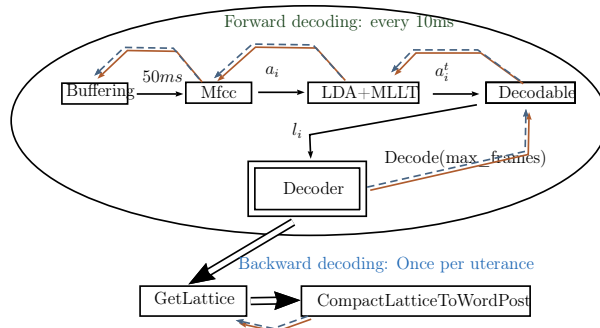 Forward decoding: every 10ms
50ms a_i a_i^t
Buffering Mfcc LDA+MLLT Decodable
l_i
Decode(max_frames)
Decoder
Backward decoding: Once per uterance
GetLattice CompactLatticeToWordPost